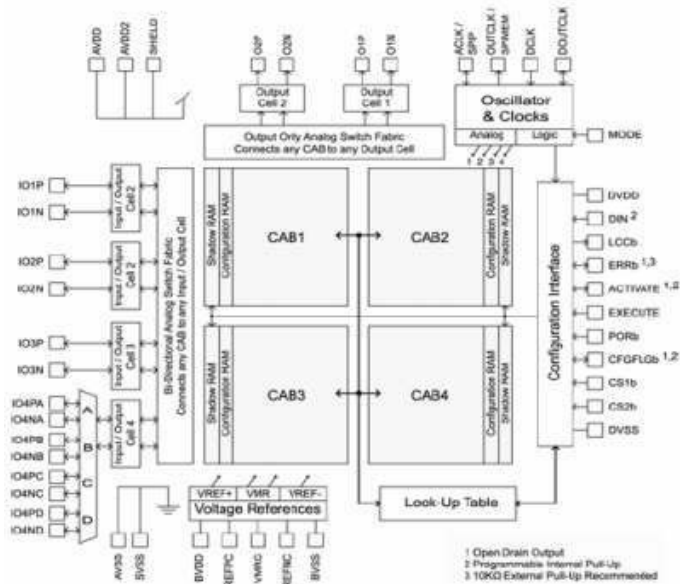 AVDD
AVDD2
SHIELD
O2P
O2N
O1P
O1N
ACLK / SPIP
OUTCLK / SPIMEM
DCLK
DOUTCLK
Output Cell 2
Output Cell 1
Oscillator & Clocks
Analog
Logic
1 2 3 4
MODE
Output Only Analog Switch Fabric
Connects any CAB to any Output Cell
IO1P
IO1N
Input / Output Cell 2
IO2P
IO2N
Input / Output Cell 2
IO3P
IO3N
Input / Output Cell 3
IO4PA
IO4NA
IO4PB
IO4NB
IO4PC
IO4NC
IO4PD
IO4ND
A
B
C
D
Input / Output Cell 4
Bi-Directional Analog Switch Fabric
Connects any CAB to any Input / Output Cell
Shadow RAM
Configuration RAM
CAB1
CAB2
Configuration RAM
Shadow RAM
Shadow RAM
Configuration RAM
CAB3
CAB4
Configuration RAM
Shadow RAM
Configuration Interface
DVDD
DIN 2
LCCb
ERRb 1,3
ACTIVATE 1,2
EXECUTE
PORb
CFGFLGb 1,2
CS1b
CS2b
DVSS
VREF+
VMR
VREF-
Voltage References
Look-Up Table
AVSS
SVSS
BVDD
REFPC
VMRC
REFNC
BVSS
1 Open Drain Output
2 Programmable Internal Pull-Up
3 10KΩ External Pull-Up Recommended